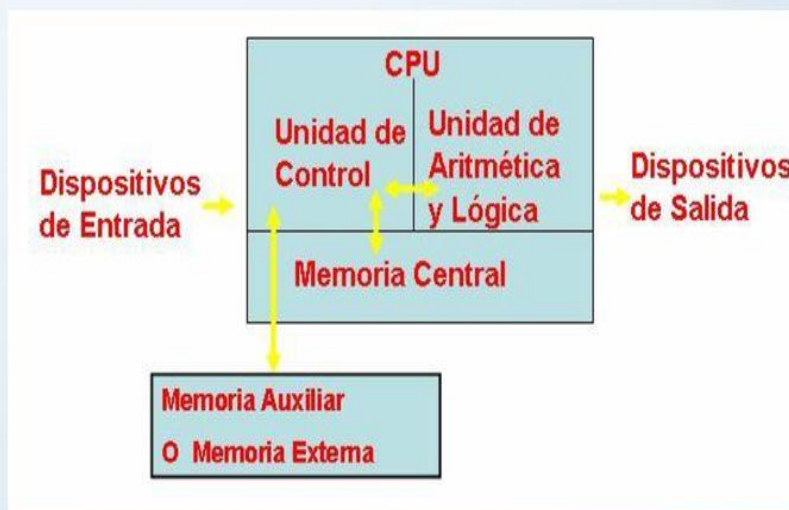 CPU
Unidad de
Control
Unidad de
Aritmética
y Lógica
Dispositivos
de Entrada
Dispositivos
de Salida
Memoria Central
Memoria Auxiliar
O Memoria Externa